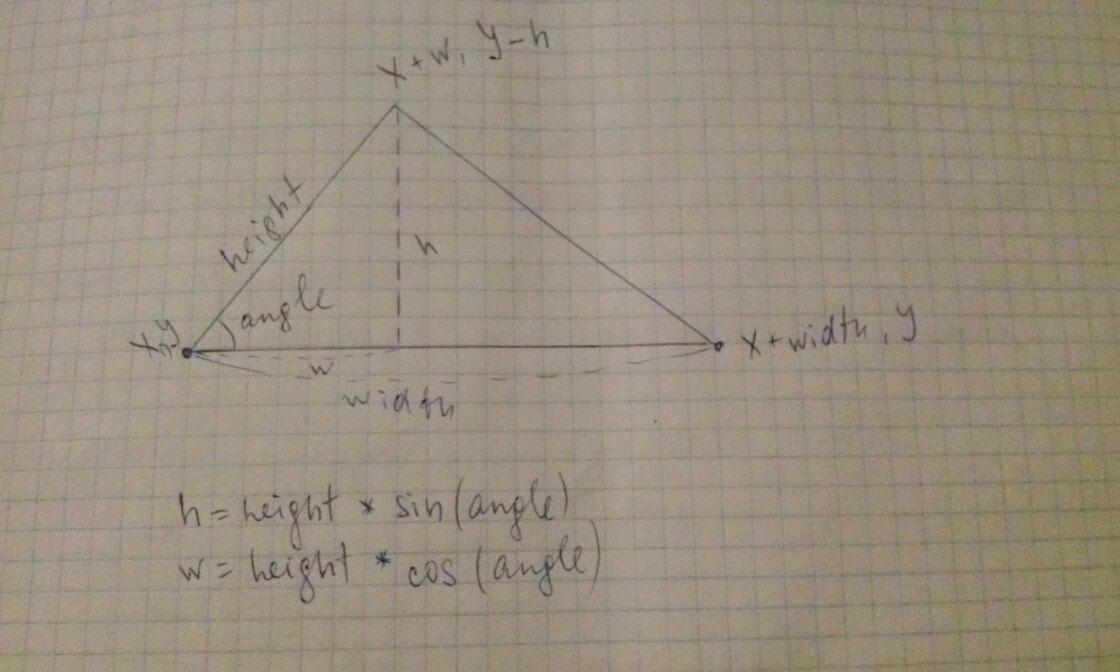 x+w, y-h
height
h
angle
x,y
x+width, y
w
width
h=height * sin(angle)
w=height * cos(angle)